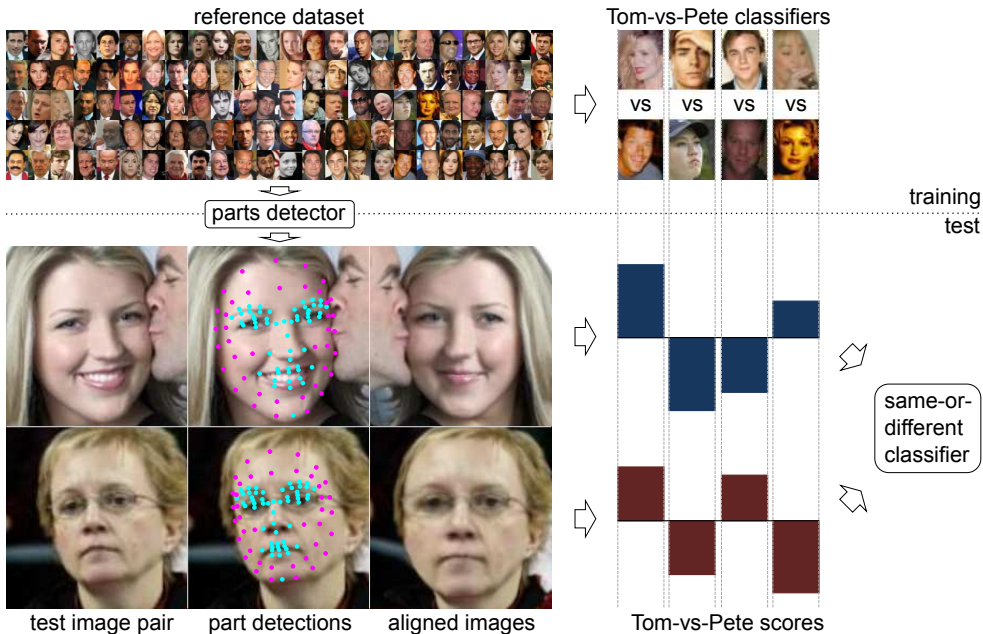 reference dataset
Tom-vs-Pete classifiers
vs vs vs vs
parts detector
training
test
same-or-
different
classifier
test image pair
part detections
aligned images
Tom-vs-Pete scores